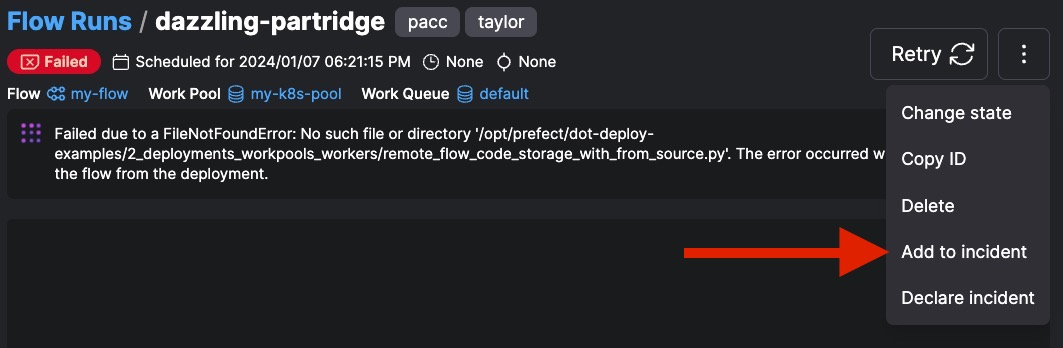 Flow Runs / dazzling-partridge pacc taylor
Failed Scheduled for 2024/01/07 06:21:15 PM None None
Retry
Flow my-flow Work Pool my-k8s-pool Work Queue default
Failed due to a FileNotFoundError: No such file or directory '/opt/prefect/dot-deploy-
examples/2_deployments_workpools_workers/remote_flow_code_storage_with_from_source.py'. The error occurred
the flow from the deployment.
Change state
Copy ID
Delete
Add to incident
Declare incident